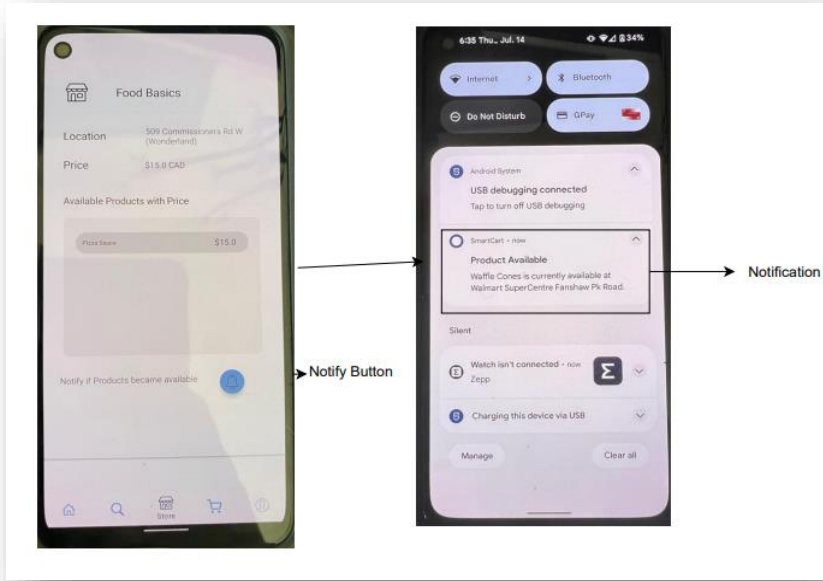 Food Basics
Location
509 Commissioners Rd W
(Wonderland)
Price
$15.0 CAD
Available Products with Price
Pizza Sauce
$15.0
Notify if Products became available
Store
Notify Button
6:35 Thu., Jul. 14
34%
Internet
Bluetooth
Do Not Disturb
GPay
Android System
USB debugging connected
Tap to turn off USB debugging
SmartCart • now
Product Available
Waffle Cones is currently available at
Walmart SuperCentre Fanshaw Pk Road.
Notification
Silent
Watch isn't connected • now
Zepp
Charging this device via USB
Manage
Clear all